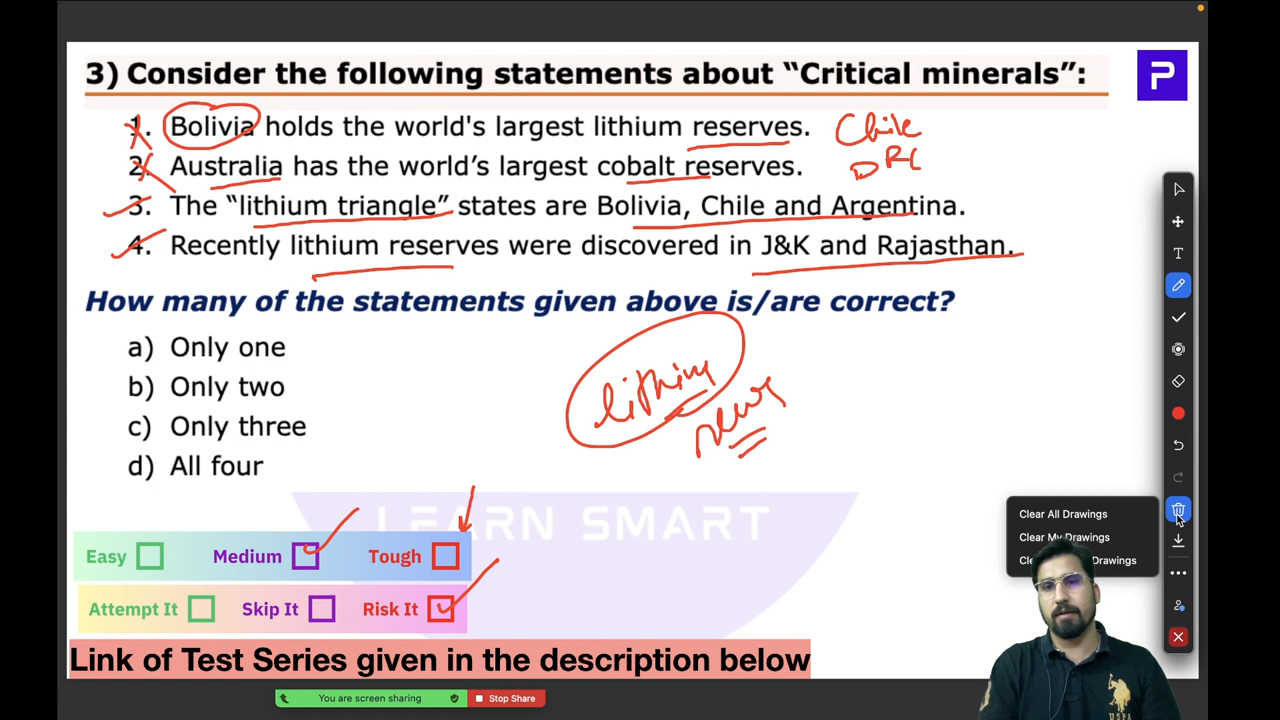 3) Consider the following statements about “Critical minerals”:
P
1. Bolivia holds the world's largest lithium reserves. Chile
2. Australia has the world’s largest cobalt reserves. DRC
3. The “lithium triangle” states are Bolivia, Chile and Argentina.
4. Recently lithium reserves were discovered in J&K and Rajasthan.
How many of the statements given above is/are correct?
a) Only one
b) Only two
c) Only three
d) All four
news
LEARN SMART
Easy Medium Tough
Attempt It Skip It Risk It
Link of Test Series given in the description below
Clear All Drawings
Clear My Drawings
Drawings
You are screen sharing Stop Share
U.S.P.A